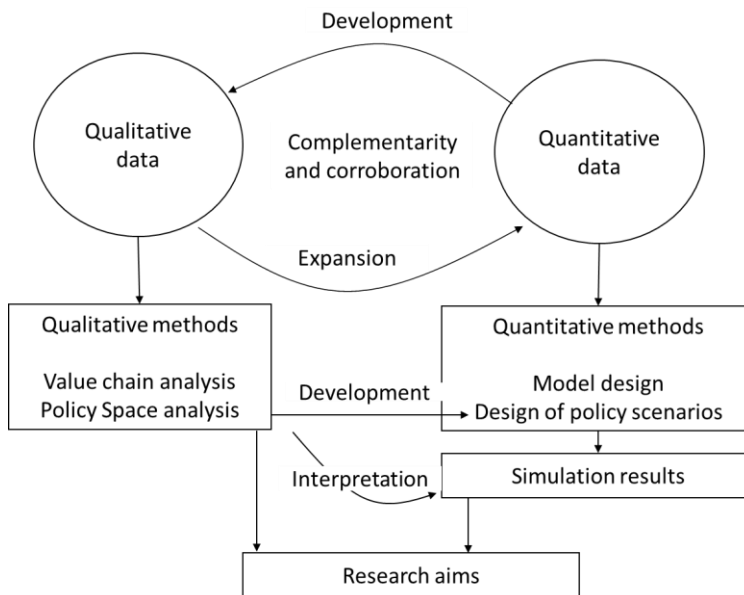 Development
Qualitative
data
Complementarity
and corroboration
Quantitative
data
Expansion
Qualitative methods
Value chain analysis
Policy Space analysis
Development
Quantitative methods
Model design
Design of policy scenarios
Interpretation
Simulation results
Research aims